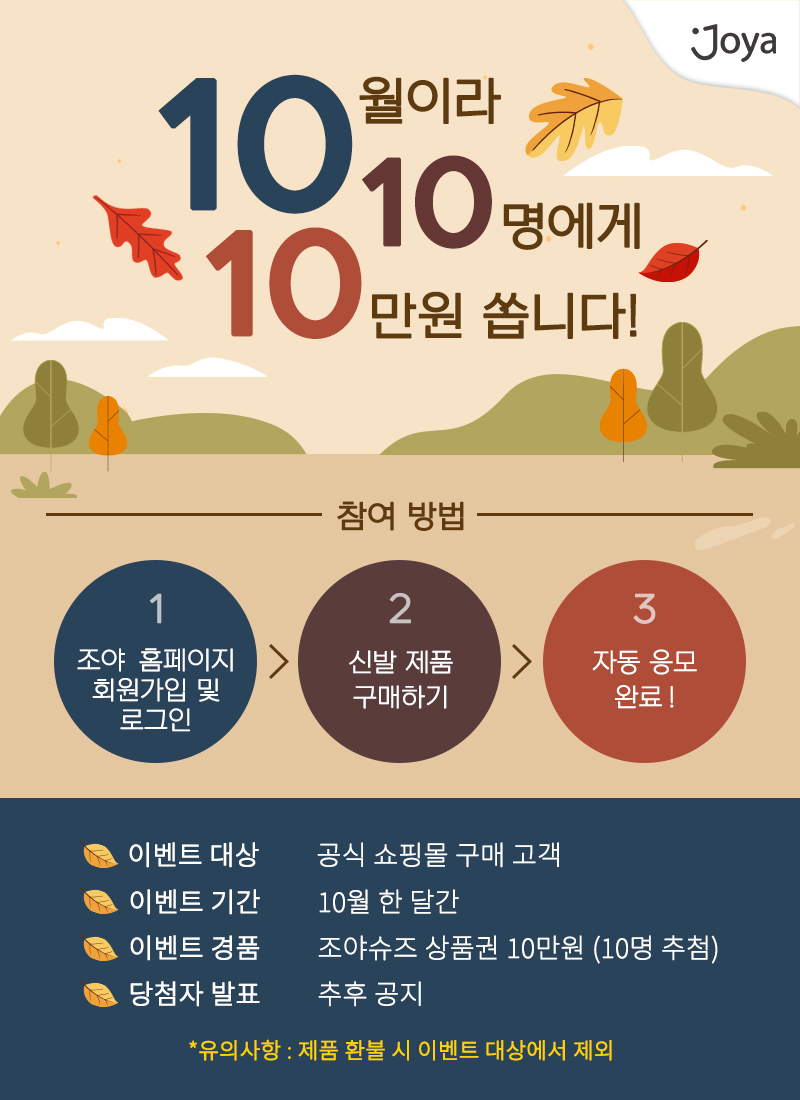 Joya
10월이라
10명에게
10만원 쏩니다!
참여 방법
1
조야 홈페이지
회원가입 및
로그인
2
신발 제품
구매하기
3
자동 응모
완료!
이벤트 대상 공식 쇼핑몰 구매 고객
이벤트 기간 10월 한 달간
이벤트 경품 조야슈즈 상품권 10만원 (10명 추첨)
당첨자 발표 추후 공지
*유의사항 : 제품 환불 시 이벤트 대상에서 제외